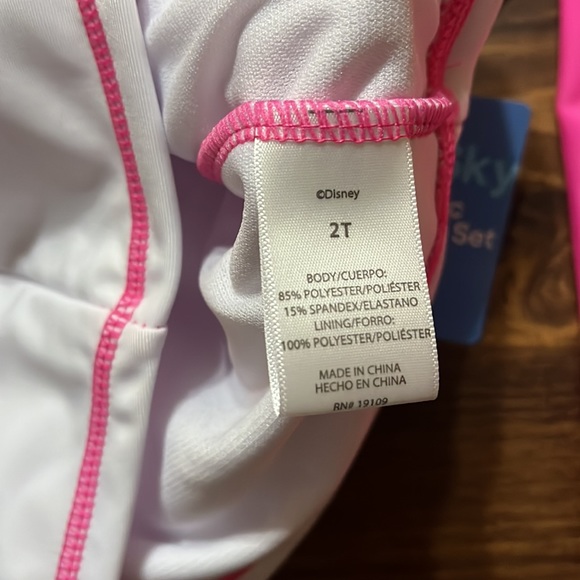 ©Disney
2T
BODY/CUERPO:
85% POLYESTER/POLIÉSTER
15% SPANDEX/ELASTANO
LINING/FORRO:
100% POLYESTER/POLIÉSTER
MADE IN CHINA
HECHO EN CHINA
RN# 19109
Set